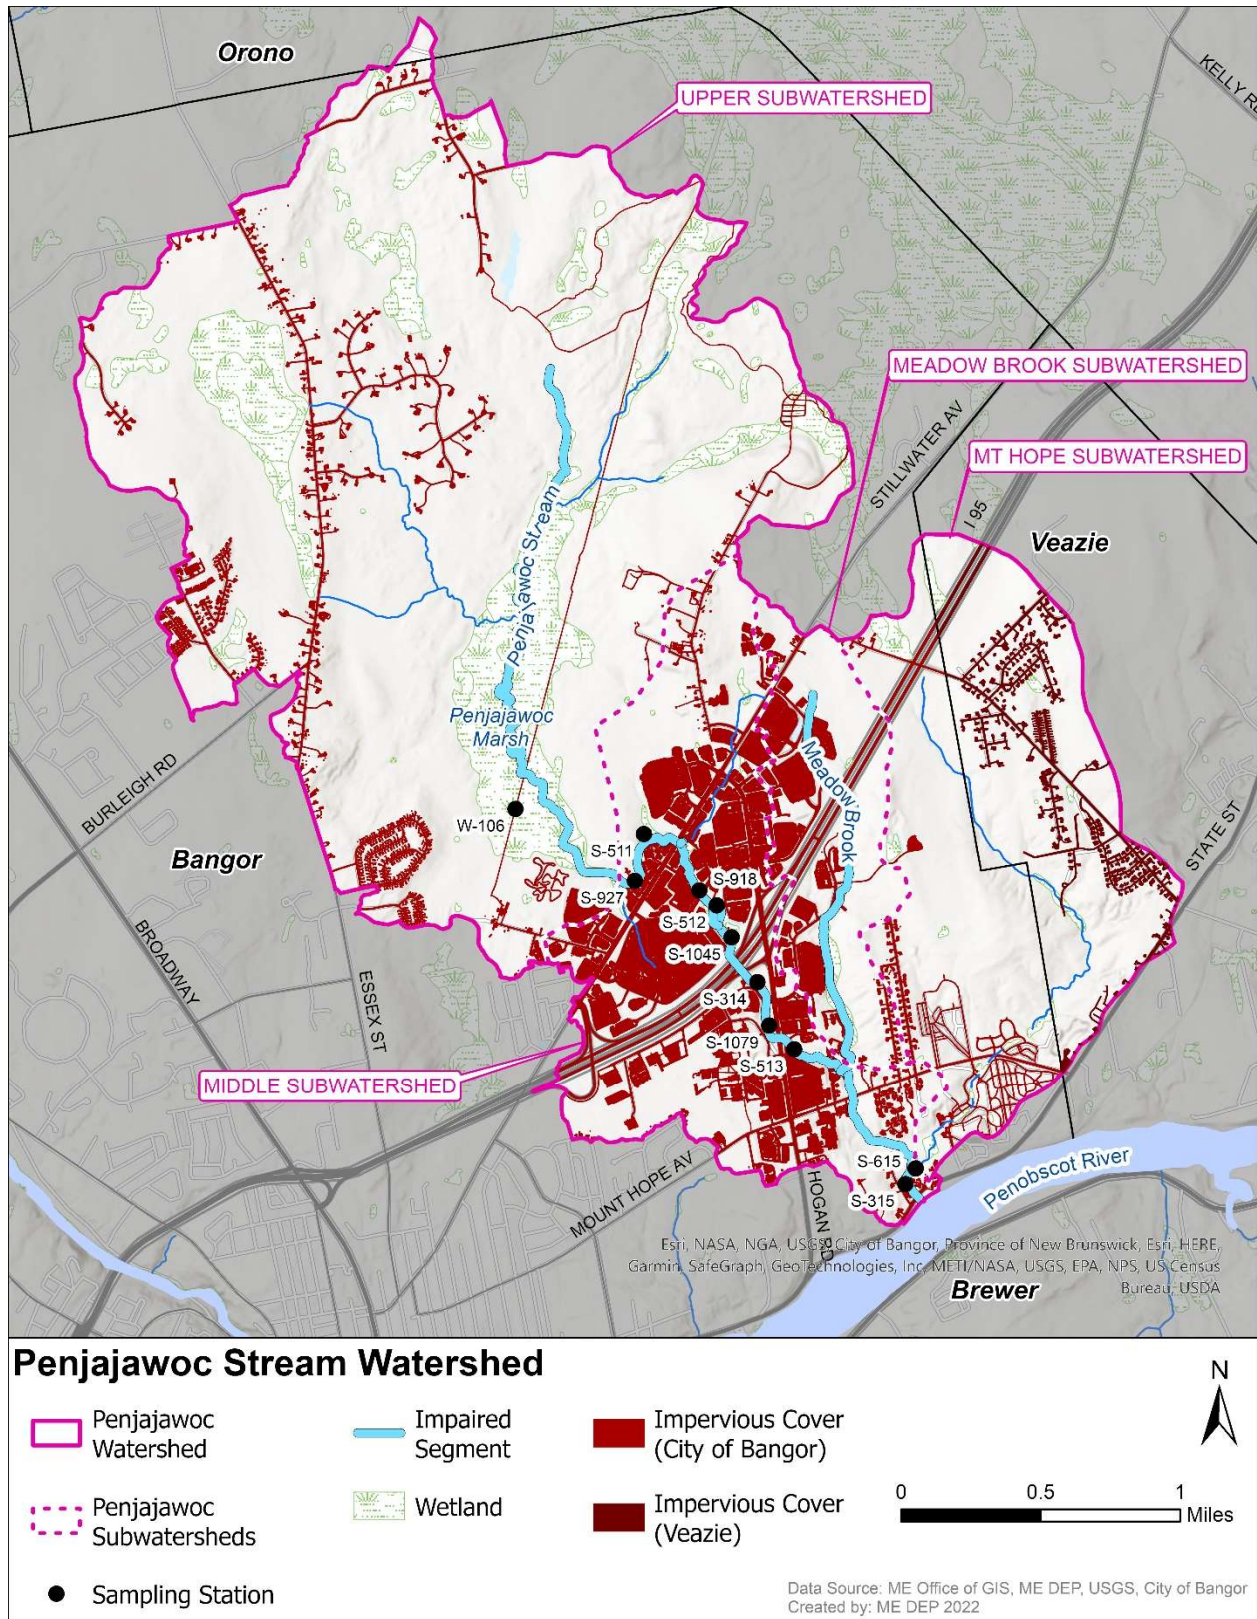 Orono
KELLY RD
UPPER SUBWATERSHED
MEADOW BROOK SUBWATERSHED
STILLWATER AV
MT HOPE SUBWATERSHED
I 95
Veazie
Penjajawoc Stream
Penjajawoc
Marsh
Meadow Brook
BURLEIGH RD
W-106
STATE ST
Bangor
S-511
S-927
S-918
S-512
BROADWAY
S-1045
ESSEX ST
S-314
S-1079
S-513
MIDDLE SUBWATERSHED
S-615
S-315
MOUNT HOPE AV
HOGAN RD
Penobscot River
Esri, NASA, NGA, USGS, City of Bangor, Province of New Brunswick, Esri, HERE,
Garmin, SafeGraph, GeoTechnologies, Inc, METI/NASA, USGS, EPA, NPS, US Census
Bureau, USDA
Brewer
Penjajawoc Stream Watershed
N
Penjajawoc
Watershed
Impaired
Segment
Impervious Cover
(City of Bangor)
Penjajawoc
Subwatersheds
Wetland
Impervious Cover
(Veazie)
0 0.5 1
Miles
Sampling Station
Data Source: ME Office of GIS, ME DEP, USGS, City of Bangor
Created by: ME DEP 2022